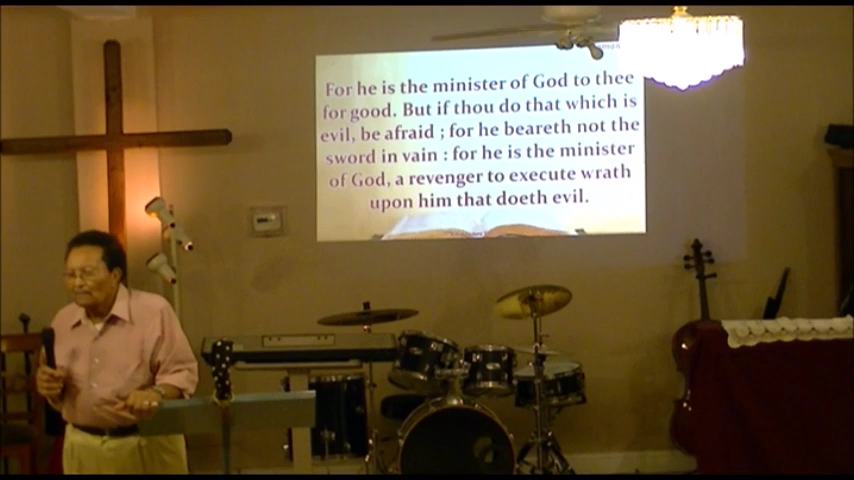 For he is the minister of God to thee
for good. But if thou do that which is
evil, be afraid ; for he beareth not the
sword in vain : for he is the minister
of God, a revenger to execute wrath
upon him that doeth evil.